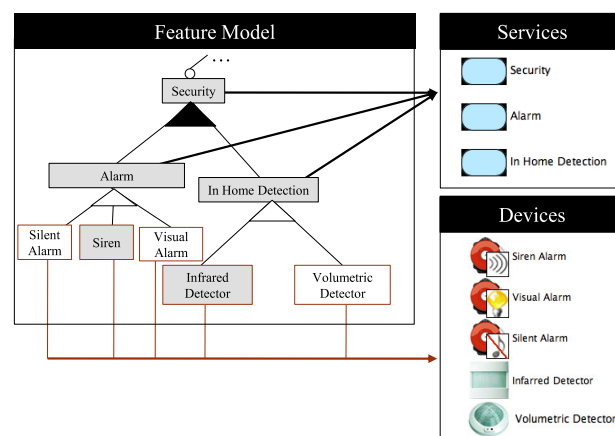 Feature Model
...
Security
Alarm
In Home Detection
Silent
Alarm
Siren
Visual
Alarm
Infrared
Detector
Volumetric
Detector
Services
Security
Alarm
In Home Detection
Devices
Siren Alarm
Visual Alarm
Silent Alarm
Infarred Detector
Volumetric Detector